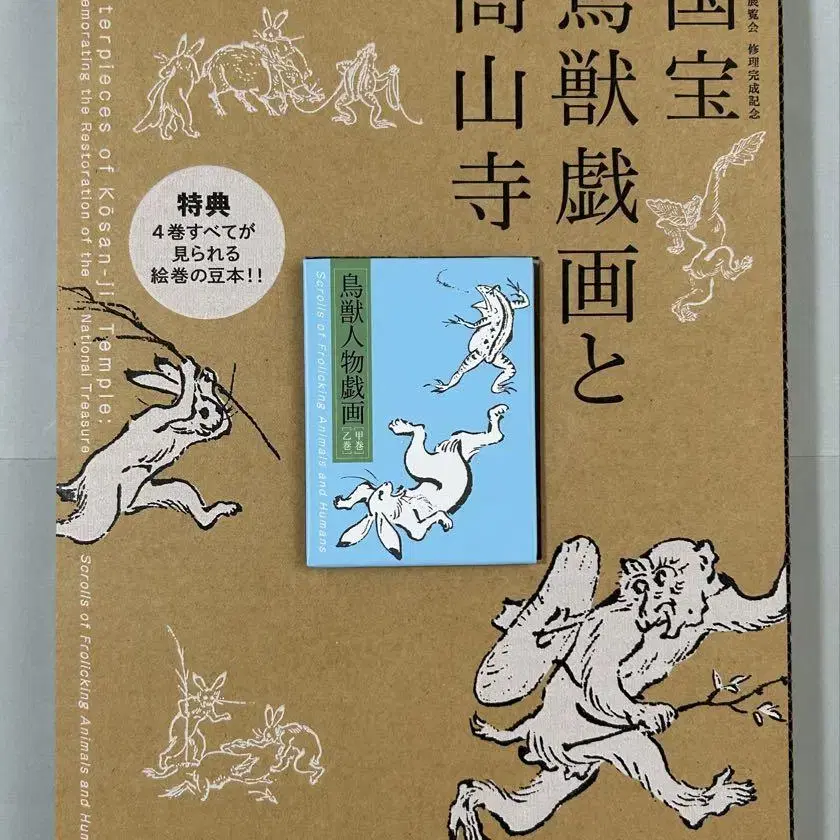 展覧会 修理完成記念
国宝
鳥獣戯画と
高山寺
特典
4巻すべてが
見られる
絵巻の豆本!!
鳥獣人物戯画
[甲巻]
[乙巻]
Scrolls of Frolicking Animals and Humans
terpieces of Kōsan-ji Temple:
emorating the Restoration of the National Treasure
Scrolls of Frolicking Animals and Hum